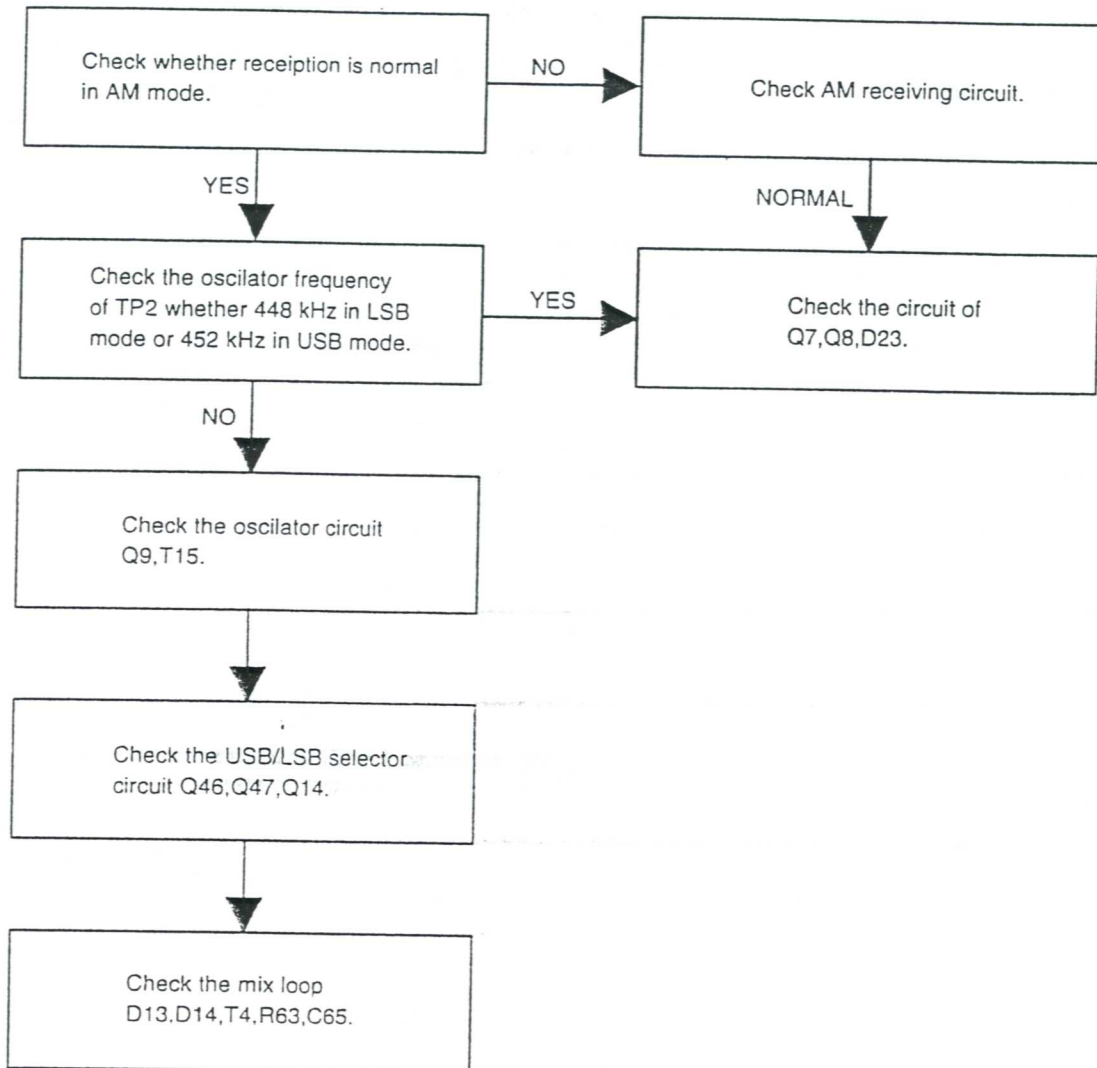 Check whether receiption is normal
in AM mode.
NO
Check AM receiving circuit.
YES
NORMAL
Check the oscilator frequency
of TP2 whether 448 kHz in LSB
mode or 452 kHz in USB mode.
YES
Check the circuit of
Q7,Q8,D23.
NO
Check the oscilator circuit
Q9,T15.
Check the USB/LSB selector
circuit Q46,Q47,Q14.
Check the mix loop
D13,D14,T4,R63,C65.